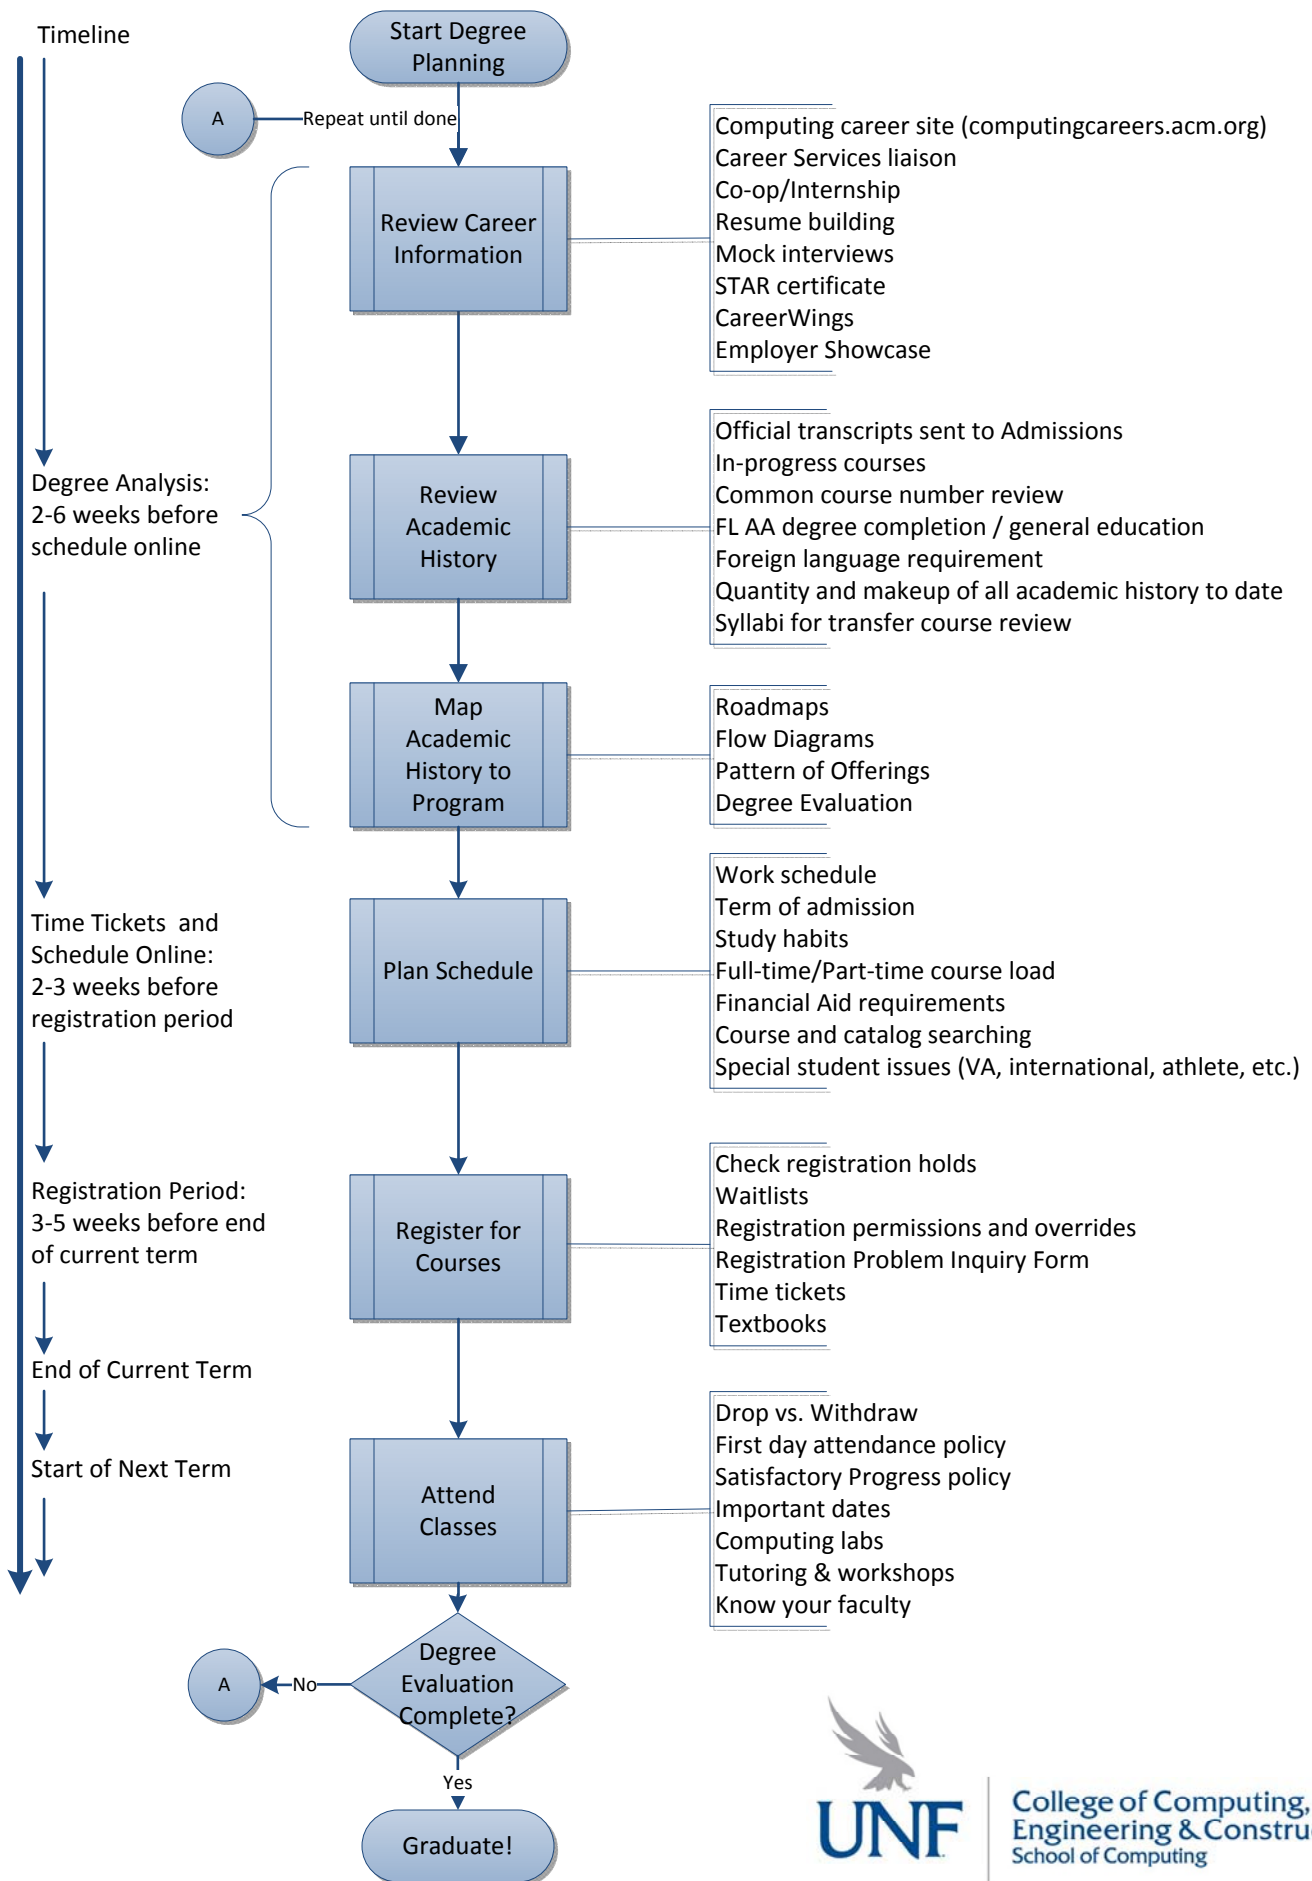 Timeline
Start Degree
Planning
A
Repeat until done
Review Career
Information
Computing career site (computingcareers.acm.org)
Career Services liaison
Co-op/Internship
Resume building
Mock interviews
STAR certificate
CareerWings
Employer Showcase
Degree Analysis:
2-6 weeks before
schedule online
Review
Academic
History
Official transcripts sent to Admissions
In-progress courses
Common course number review
FL AA degree completion / general education
Foreign language requirement
Quantity and makeup of all academic history to date
Syllabi for transfer course review
Map
Academic
History to
Program
Roadmaps
Flow Diagrams
Pattern of Offerings
Degree Evaluation
Time Tickets and
Schedule Online:
2-3 weeks before
registration period
Plan Schedule
Work schedule
Term of admission
Study habits
Full-time/Part-time course load
Financial Aid requirements
Course and catalog searching
Special student issues (VA, international, athlete, etc.)
Registration Period:
3-5 weeks before end
of current term
Register for
Courses
Check registration holds
Waitlists
Registration permissions and overrides
Registration Problem Inquiry Form
Time tickets
Textbooks
End of Current Term
Start of Next Term
Attend
Classes
Drop vs. Withdraw
First day attendance policy
Satisfactory Progress policy
Important dates
Computing labs
Tutoring & workshops
Know your faculty
Degree
Evaluation
Complete?
No
A
Yes
Graduate!
UNF
College of Computing,
Engineering & Constru
School of Computing